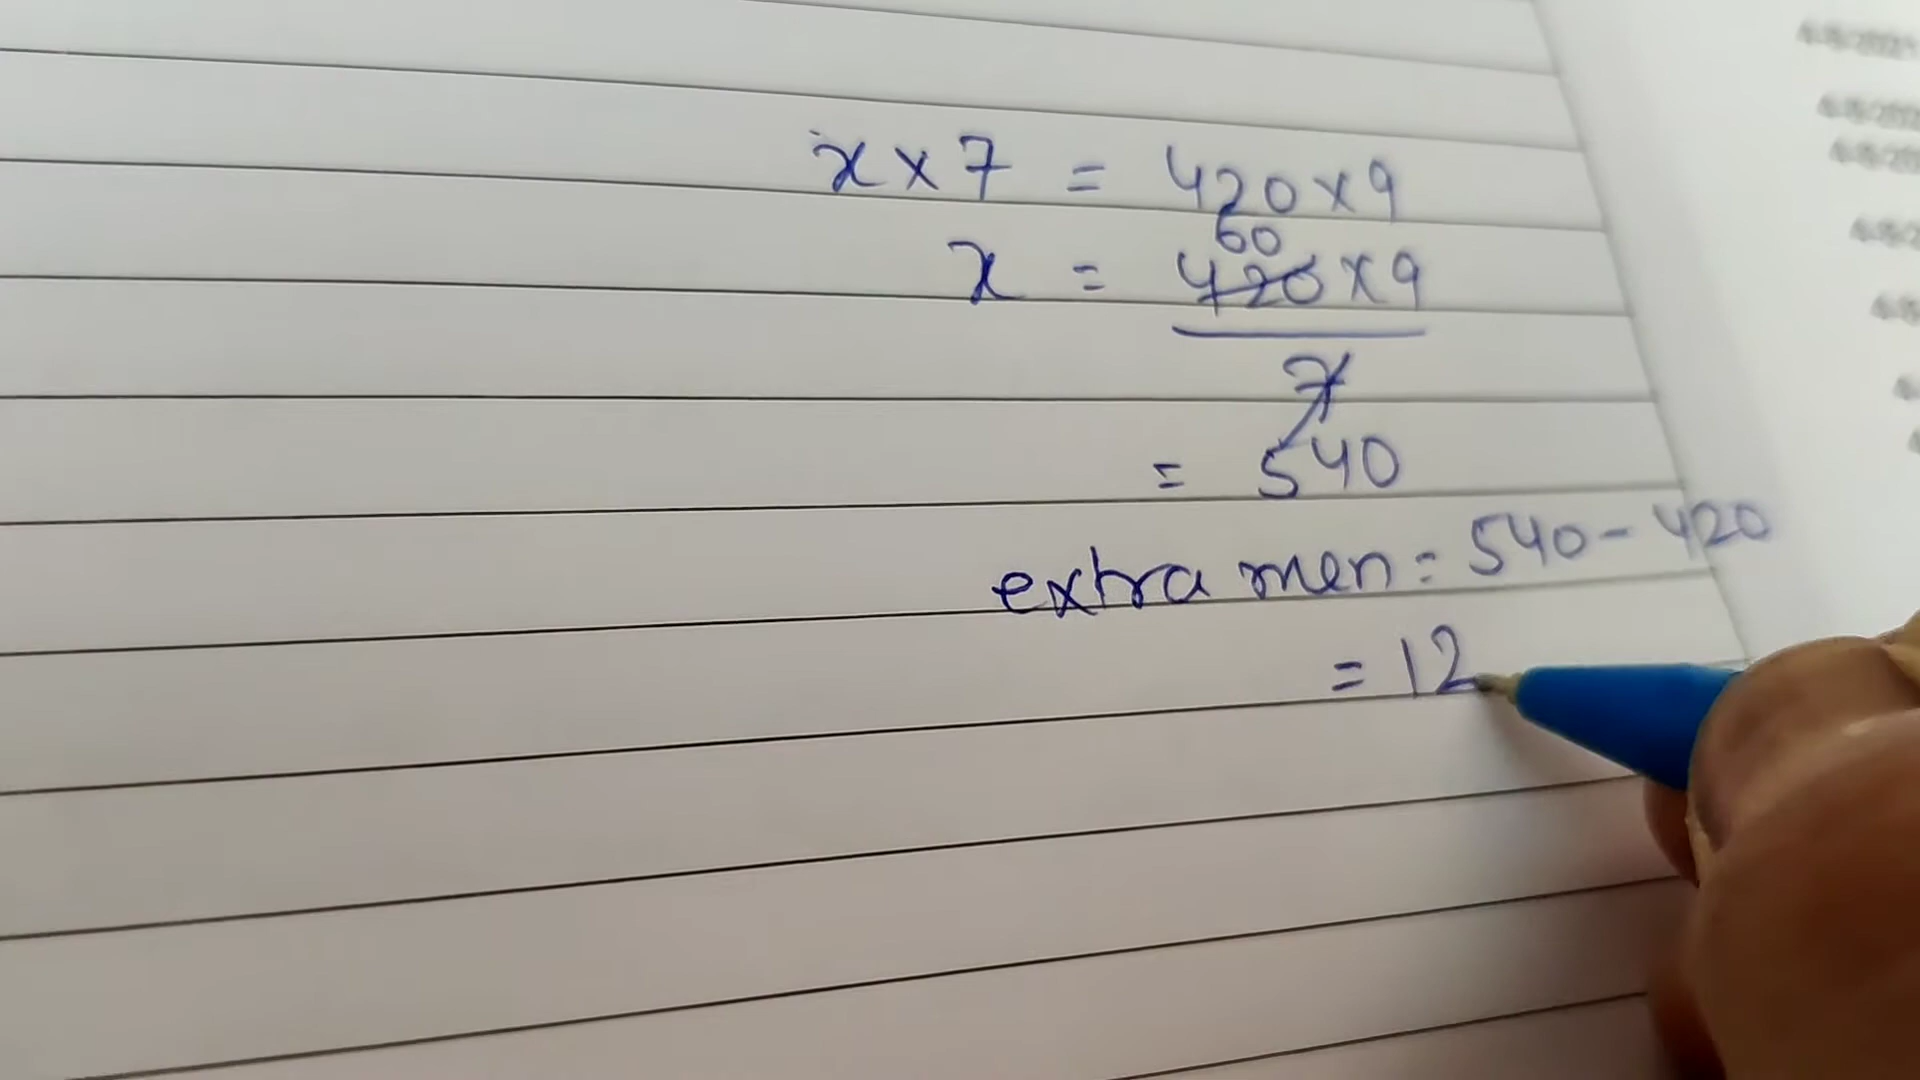 x × 7 = 420 × 9
60
x = 420 × 9
7
= 540
extra men = 540 - 420
= 12